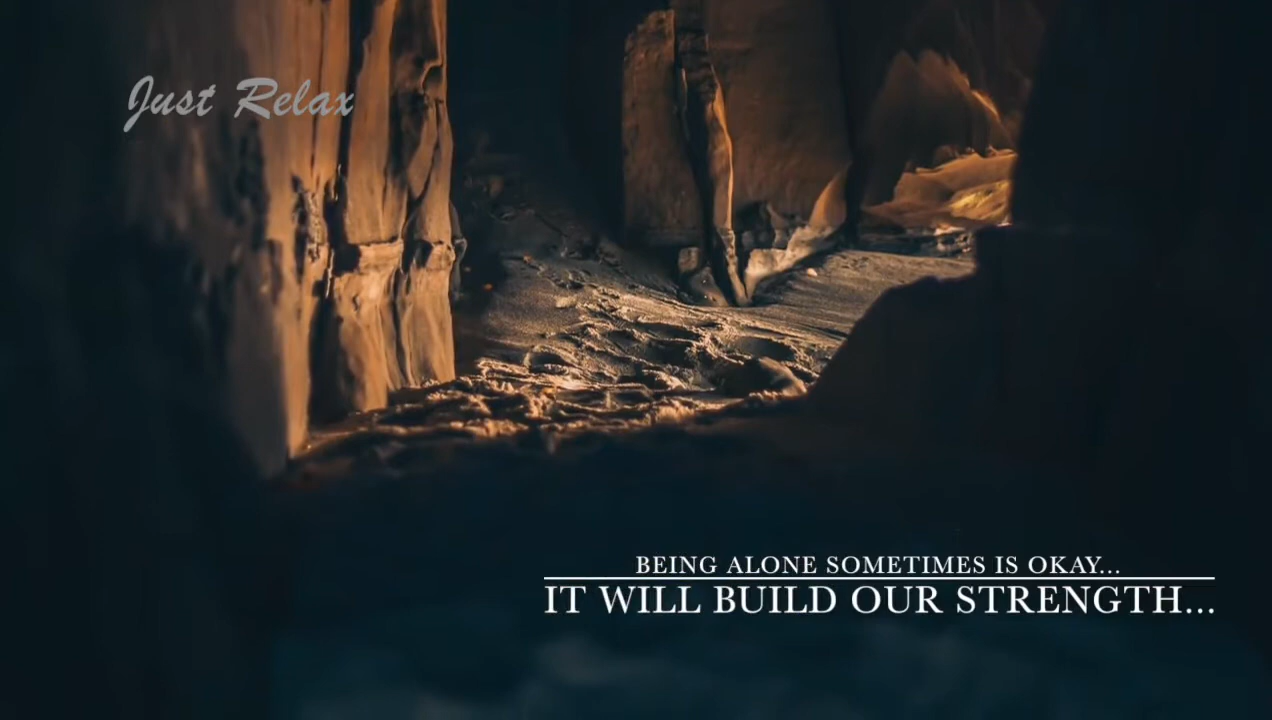 Just Relax
BEING ALONE SOMETIMES IS OKAY...
IT WILL BUILD OUR STRENGTH...